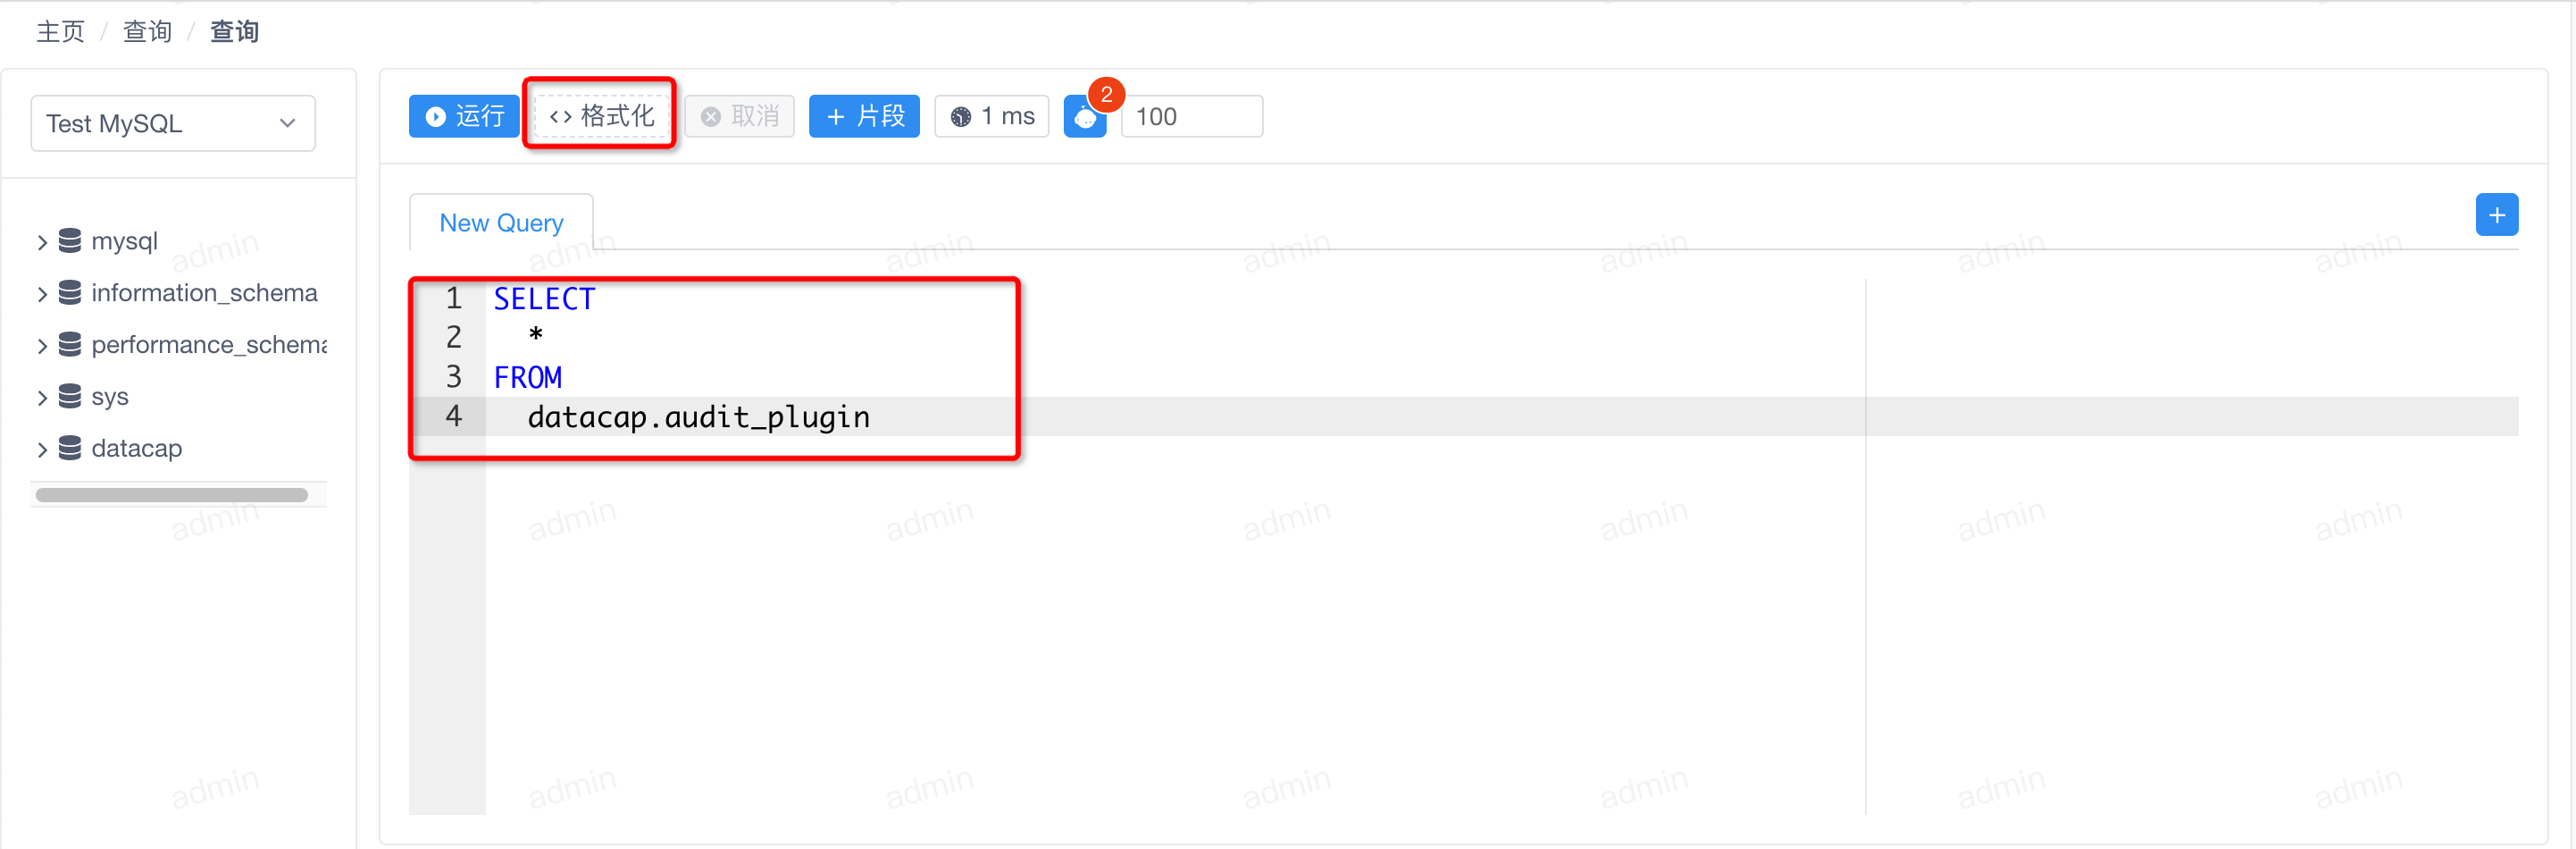 主页 / 查询 / 查询
Test MySQL
mysql
information_schema
performance_schema
sys
datacap
运行
<> 格式化
取消
+ 片段
1 ms
2
100
New Query
+
1 SELECT
2 *
3 FROM
4 datacap.audit_plugin
admin admin admin admin admin admin admin
admin admin admin admin admin admin admin
admin admin admin admin admin admin admin